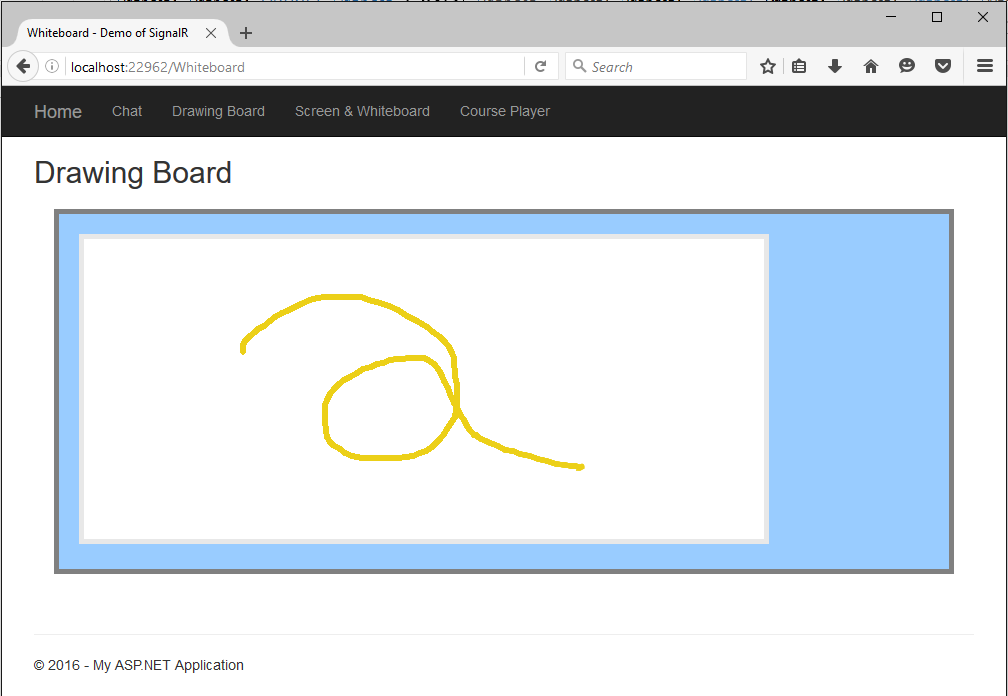 Whiteboard - Demo of SignalR
localhost:22962/Whiteboard
Search
Home Chat Drawing Board Screen & Whiteboard Course Player
Drawing Board
© 2016 - My ASP.NET Application